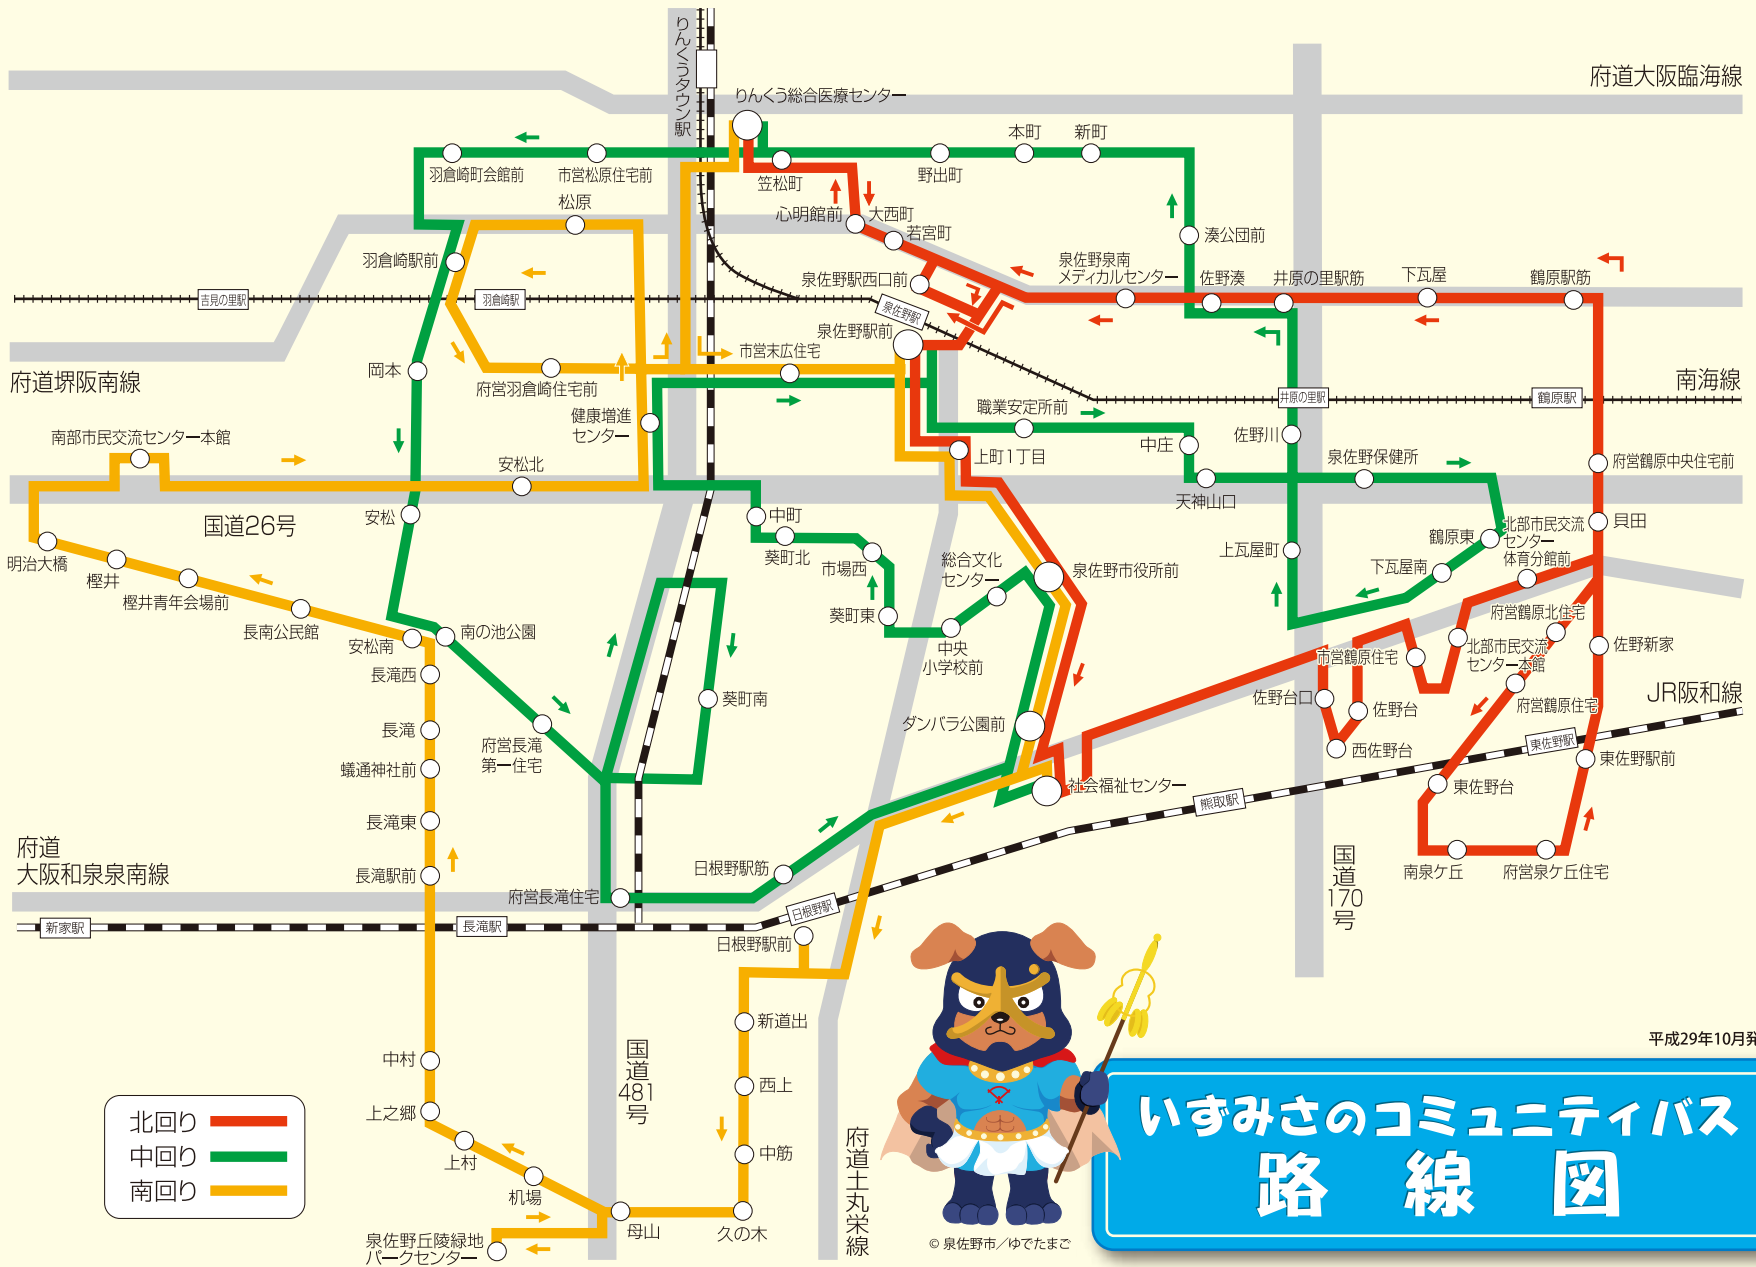 府道大阪臨海線
りんくうタウン駅
りんくう総合医療センター
羽倉崎町会館前
市営松原住宅前
笠松町
野出町
本町
新町
松原
心明館前
大西町
若宮町
湊公団前
羽倉崎駅前
泉佐野駅西口前
泉佐野泉南
メディカルセンター
佐野湊
井原の里駅筋
下瓦屋
鶴原駅筋
吉見の里駅
羽倉崎駅
泉佐野駅
泉佐野駅前
市営末広住宅
府道堺阪南線
岡本
府営羽倉崎住宅前
南海線
井原の里駅
鶴原駅
健康増進
センター
職業安定所前
中庄
佐野川
南部市民交流センター本館
安松北
上町1丁目
泉佐野保健所
府営鶴原中央住宅前
天神山口
国道26号
安松
中町
葵町北
市場西
貝田
鶴原東
北部市民交流
センター
体育分館前
明治大橋
樫井
樫井青年会場前
長南公民館
安松南
南の池公園
葵町東
総合文化
センター
中央
小学校前
泉佐野市役所前
上瓦屋町
下瓦屋南
府営鶴原北住宅
長滝西
葵町南
市営鶴原住宅
北部市民交流
センター本館
佐野新家
長滝
府営長滝
第一住宅
ダンバラ公園前
佐野台口
佐野台
西佐野台
府営鶴原住宅
JR阪和線
東佐野駅
東佐野駅前
蟻通神社前
社会福祉センター
熊取駅
東佐野台
長滝東
府道
大阪和泉泉南線
長滝駅前
日根野駅筋
府営長滝住宅
南泉ケ丘
府営泉ケ丘住宅
国道170号
新家駅
長滝駅
日根野駅
日根野駅前
新道出
中村
国道481号
西上
上之郷
上村
机場
中筋
府道土丸栄線
母山
久の木
泉佐野丘陵緑地
パークセンター
北回り
中回り
南回り
© 泉佐野市／ゆでたまご
平成29年10月発
いずみさのコミュニティバス
路線図